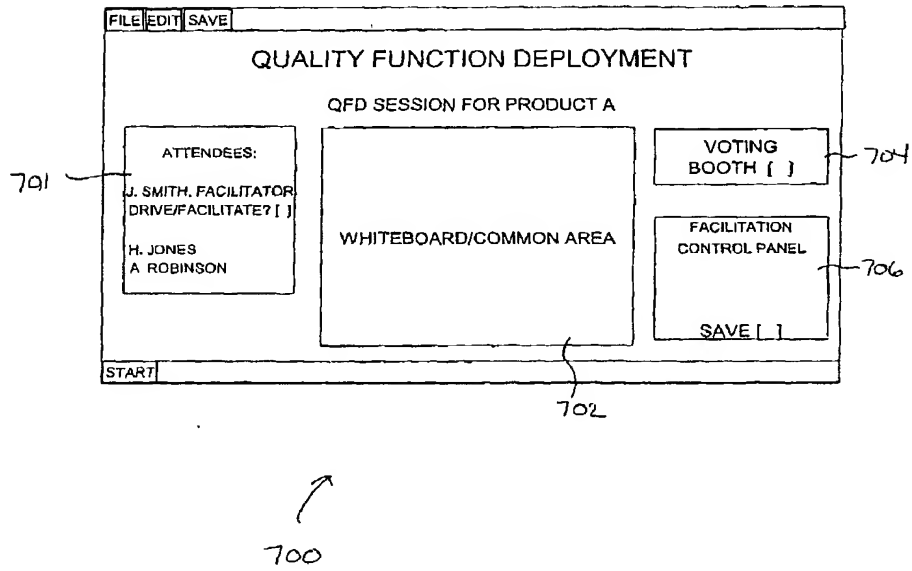 FILE EDIT SAVE
QUALITY FUNCTION DEPLOYMENT
QFD SESSION FOR PRODUCT A
ATTENDEES:
J. SMITH, FACILITATOR
DRIVE/FACILITATE? [ ]
H. JONES
A ROBINSON
701
WHITEBOARD/COMMON AREA
702
VOTING
BOOTH [ ]
704
FACILITATION
CONTROL PANEL
SAVE [ ]
706
START
700